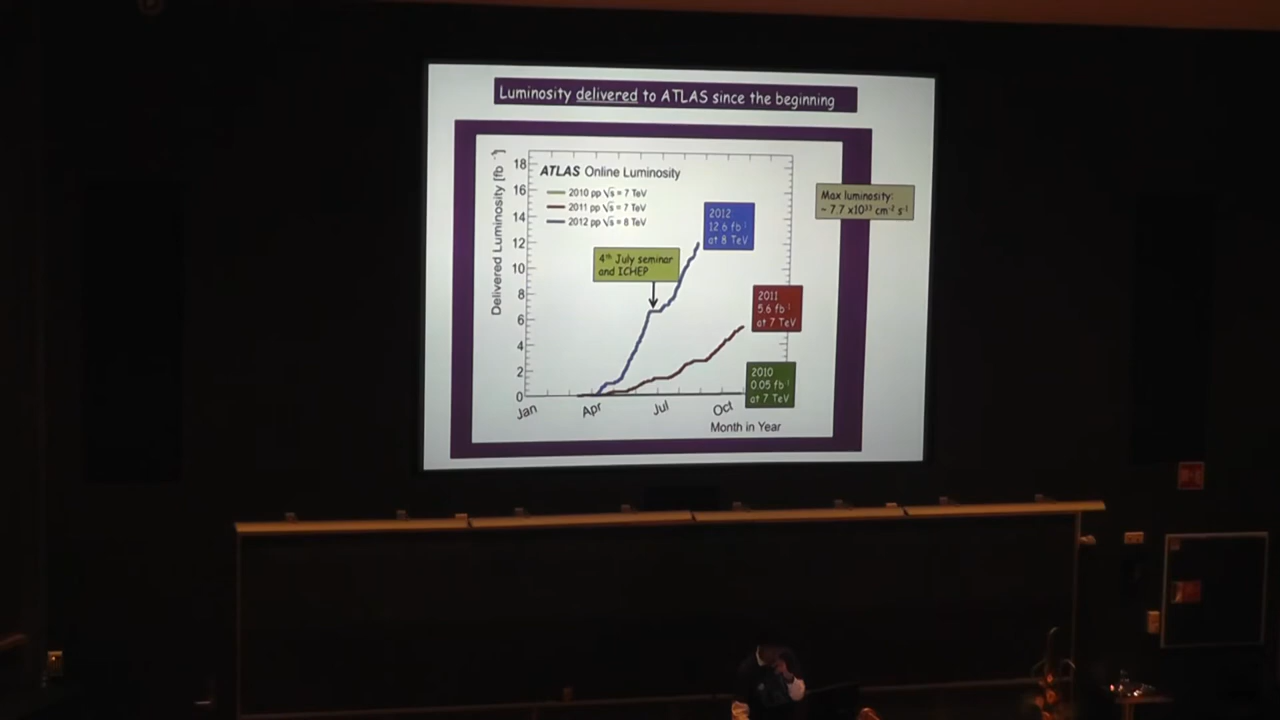 Luminosity delivered to ATLAS since the beginning
Delivered Luminosity [fb⁻¹]
18
16
14
12
10
8
6
4
2
0
ATLAS Online Luminosity
2010 pp √s = 7 TeV
2011 pp √s = 7 TeV
2012 pp √s = 8 TeV
4th July seminar
and ICHEP
2012
12.6 fb⁻¹
at 8 TeV
Max luminosity:
~ 7.7 x10³³ cm⁻² s⁻¹
2011
5.6 fb⁻¹
at 7 TeV
2010
0.05 fb⁻¹
at 7 TeV
Jan Apr Jul Oct
Month in Year